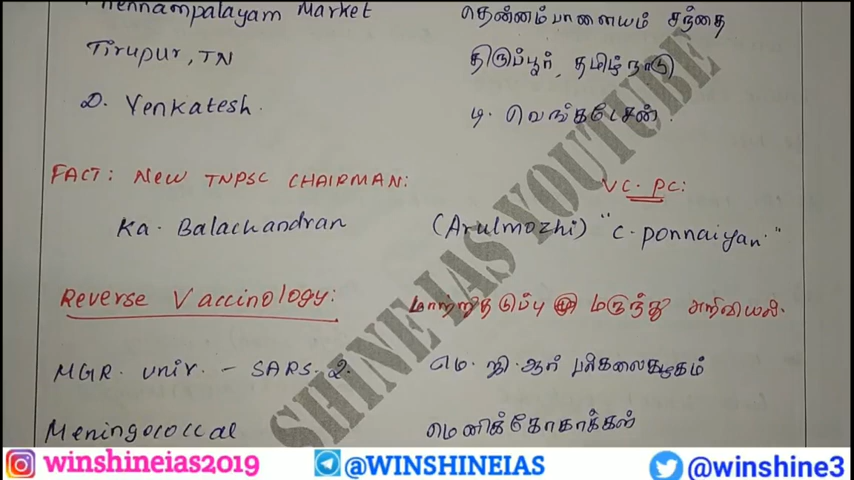 Thennampalayam Market தென்னம்பாளையம் சந்தை
Tirupur, TN திருப்பூர், தமிழ்நாடு
D. Venkatesh. டி. வெங்கடேசன்.
FACT: New TNPSC CHAIRMAN: VC. PC:
Ka. Balachandran (Arulmozhi) "C. Ponnaiyan."
Reverse Vaccinology: மாற்றுதடுப்பு மருந்து அறிவியல்.
MGR. Univ. - SARS. 2. மெ. ஜி. ஆர் பல்கலைகழகம்
Meningococcal மெனிக்கோகாக்கல்
SHINE IAS YOUTUBE
winshineias2019 @WINSHINEIAS @winshine3